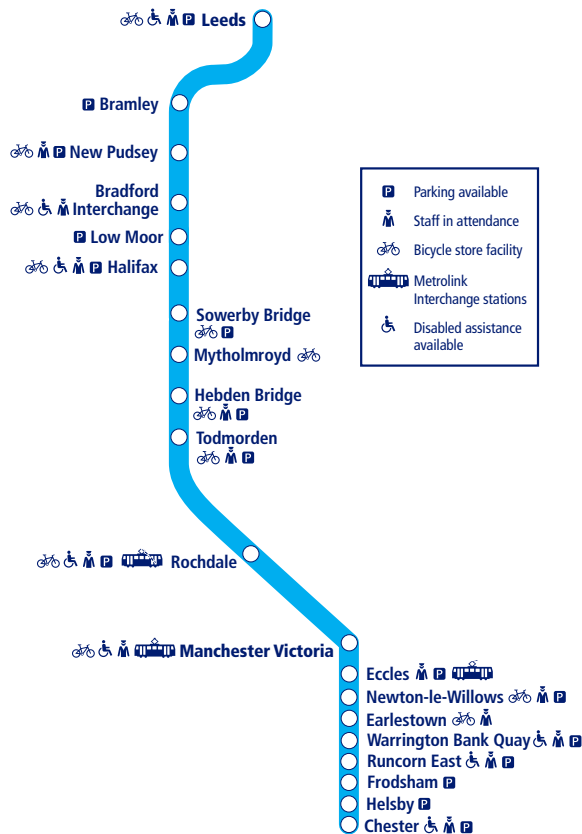 Leeds
P Bramley
P New Pudsey
Bradford
Interchange
P Low Moor
P Halifax
Sowerby Bridge
P
Mytholmroyd
Hebden Bridge
P
Todmorden
P
P Rochdale
Manchester Victoria
Eccles P
Newton-le-Willows P
Earlestown
Warrington Bank Quay P
Runcorn East P
Frodsham P
Helsby P
Chester P
P Parking available
Staff in attendance
Bicycle store facility
Metrolink
Interchange stations
Disabled assistance
available